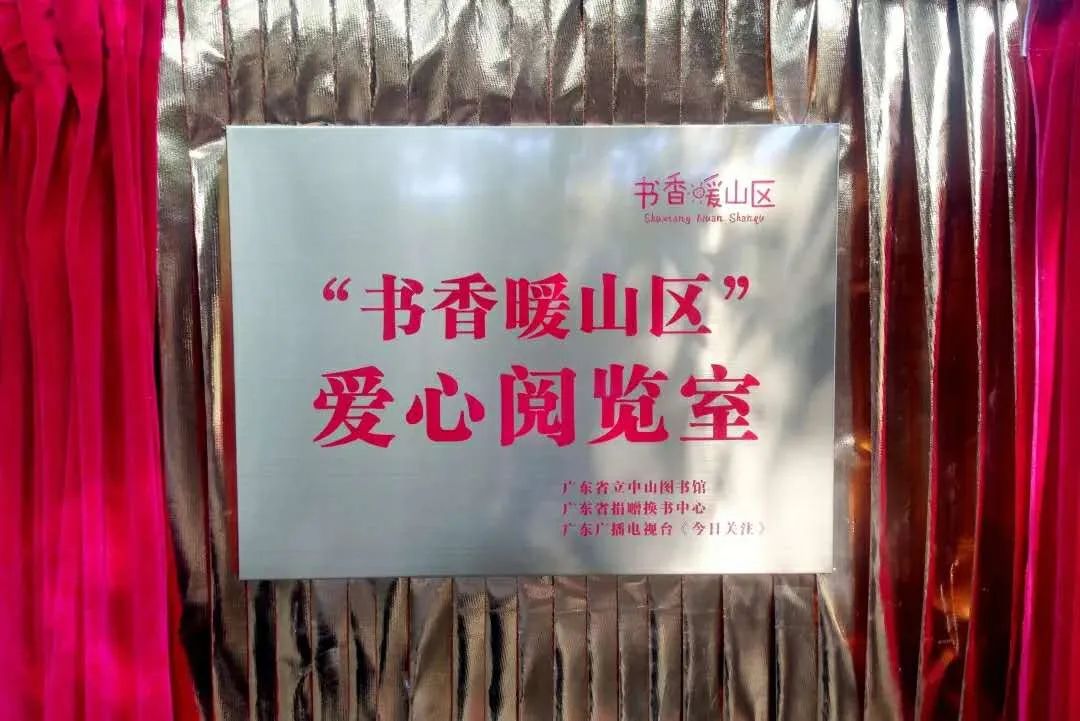 书香暖山区
Shuxiang Nuan Shanqu
“书香暖山区”
爱心阅览室
广东省立中山图书馆
广东省捐赠换书中心
广东广播电视台《今日关注》